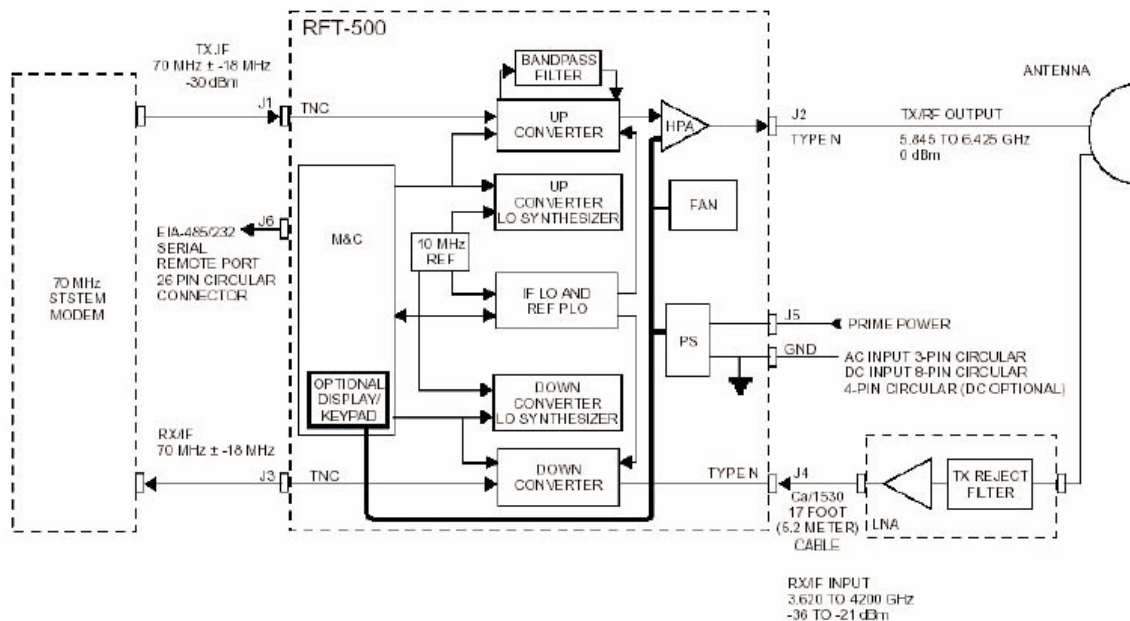 RFT-500
TX.IF
70 MHz ± -18 MHz
-30 dBm
BANDPASS
FILTER
ANTENNA
J1
TNC
UP
CONVERTER
HPA
J2
TYPE N
TX/RF OUTPUT
5.845 TO 6.425 GHz
0 dBm
UP
CONVERTER
LO SYNTHESIZER
FAN
M&C
J6
EIA-485/232
SERIAL
REMOTE PORT
26 PIN CIRCULAR
CONNECTOR
10 MHz
REF
70 MHz
STSTEM
MODEM
IF LO AND
REF PLO
PS
J5
PRIME POWER
GND
AC INPUT 3-PIN CIRCULAR
DC INPUT 8-PIN CIRCULAR
4-PIN CIRCULAR (DC OPTIONAL)
OPTIONAL
DISPLAY/
KEYPAD
DOWN
CONVERTER
LO SYNTHESIZER
RX/IF
70 MHz ± -18 MHz
J3
TNC
DOWN
CONVERTER
TYPE N
J4
TX REJECT
FILTER
LNA
Ca/1530
17 FOOT
(5.2 METER)
CABLE
RX/IF INPUT
3.620 TO 4200 GHz
-36 TO -21 dBm